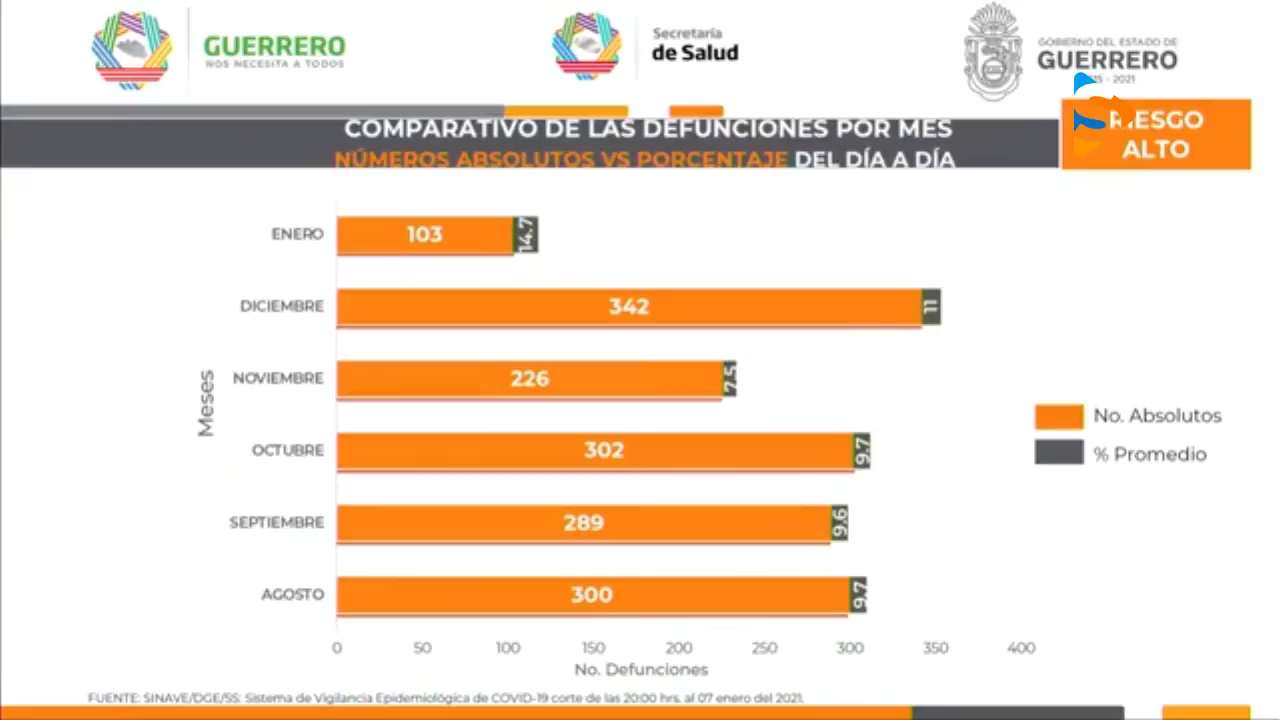 GUERRERO
NOS NECESITA A TODOS
Secretaría
de Salud
GOBIERNO DEL ESTADO DE
GUERRERO
- 2021
COMPARATIVO DE LAS DEFUNCIONES POR MES
NÚMEROS ABSOLUTOS VS PORCENTAJE DEL DÍA A DÍA
RIESGO
ALTO
ENERO 103 14.7
DICIEMBRE 342 11
NOVIEMBRE 226 7.5
OCTUBRE 302 9.7
SEPTIEMBRE 289 9.6
AGOSTO 300 9.7
Meses
No. Absolutos
% Promedio
0 50 100 150 200 250 300 350 400
No. Defunciones
FUENTE: SINAVE/DGE/SS: Sistema de Vigilancia Epidemiológica de COVID-19 corte de las 20:00 hrs. al 07 enero del 2021.